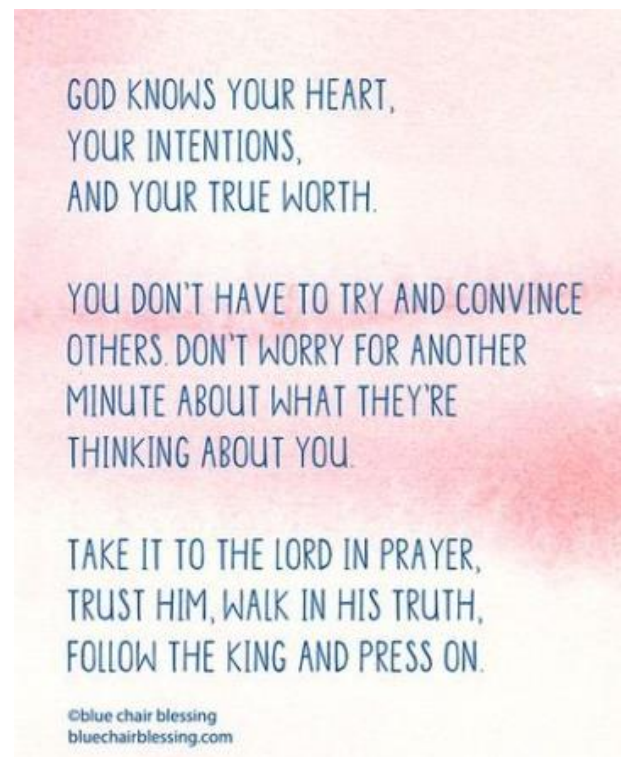 GOD KNOWS YOUR HEART,
YOUR INTENTIONS,
AND YOUR TRUE WORTH.
YOU DON'T HAVE TO TRY AND CONVINCE
OTHERS. DON'T WORRY FOR ANOTHER
MINUTE ABOUT WHAT THEY'RE
THINKING ABOUT YOU.
TAKE IT TO THE LORD IN PRAYER,
TRUST HIM, WALK IN HIS TRUTH,
FOLLOW THE KING AND PRESS ON.
©blue chair blessing
bluechairblessing.com